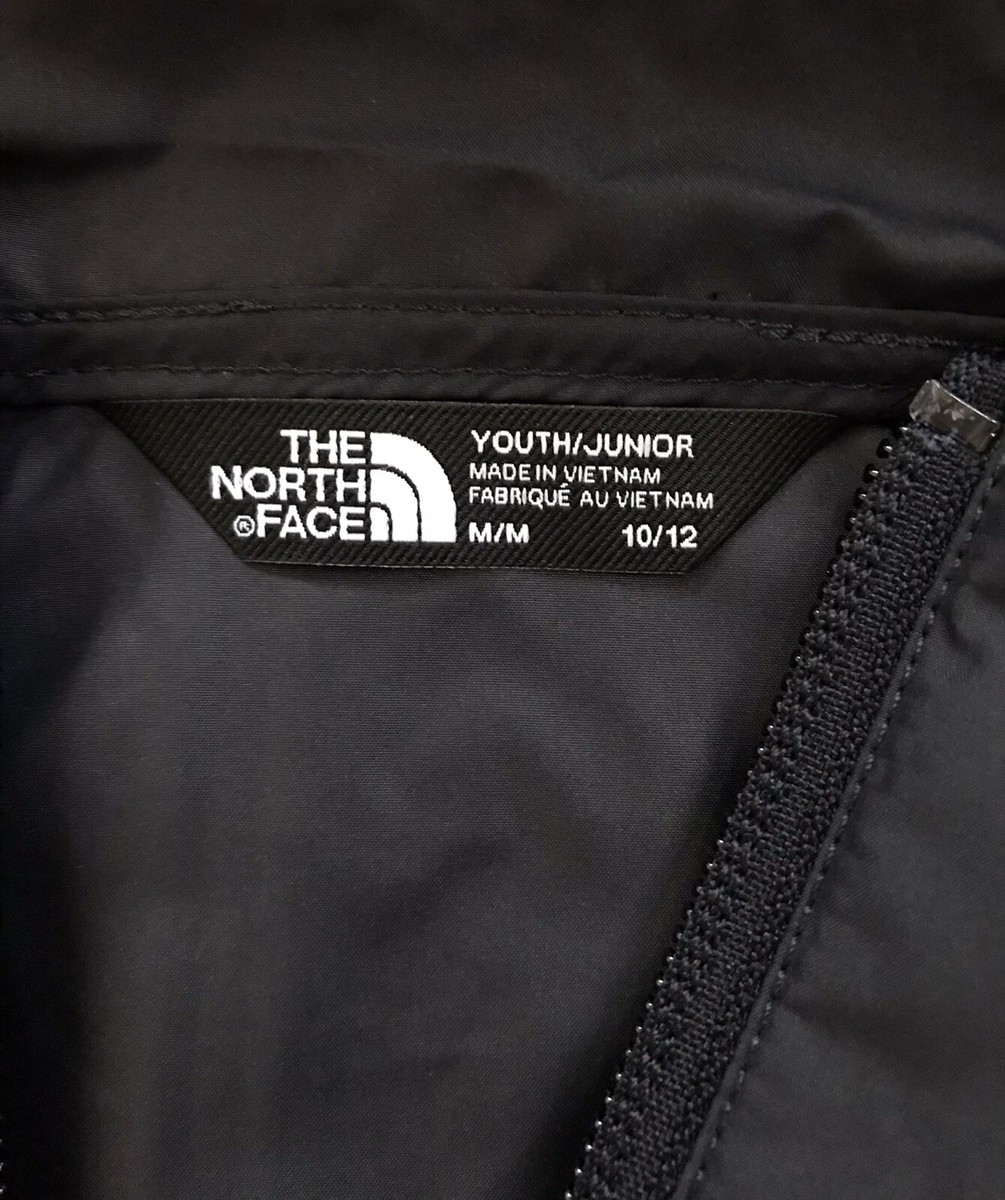 THE
NORTH
®FACE
YOUTH/JUNIOR
MADE IN VIETNAM
FABRIQUÉ AU VIETNAM
M/M 10/12